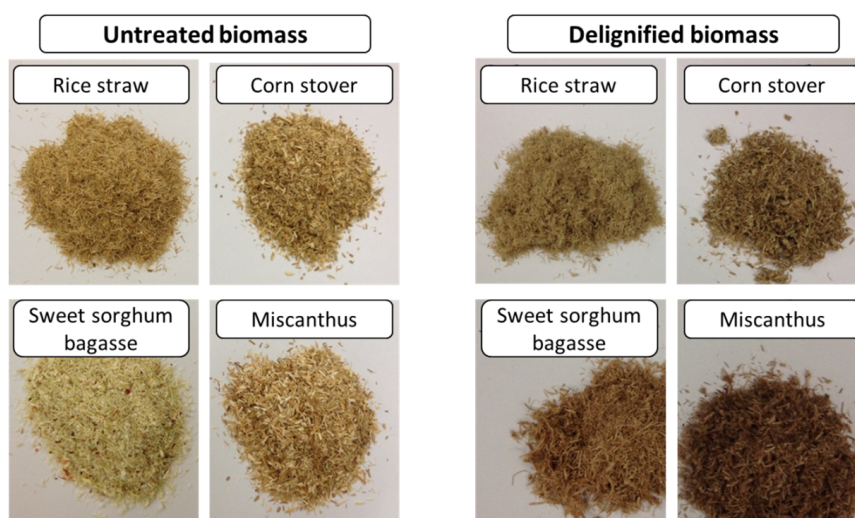 Untreated biomass
Delignified biomass
Rice straw
Corn stover
Rice straw
Corn stover
Sweet sorghum
bagasse
Miscanthus
Sweet sorghum
bagasse
Miscanthus